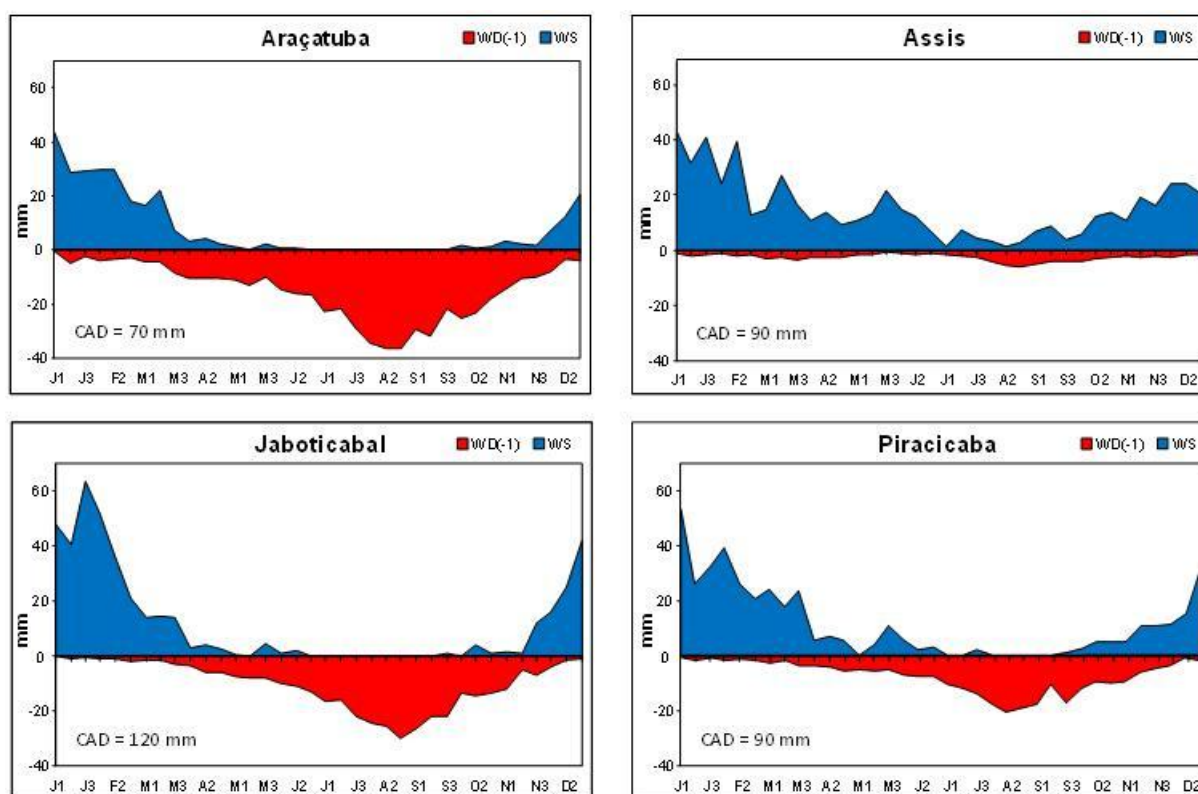 Araçatuba
WD(-1) WS
60
40
20
0
-20
-40
mm
CAD = 70 mm
J1 J3 F2 M1 M3 A2 M1 M3 J2 J1 J3 A2 S1 S3 O2 N1 N3 D2
Assis
WD(-1) WS
60
40
20
0
-20
-40
mm
CAD = 90 mm
J1 J3 F2 M1 M3 A2 M1 M3 J2 J1 J3 A2 S1 S3 O2 N1 N3 D2
Jaboticabal
WD(-1) WS
60
40
20
0
-20
-40
mm
CAD = 120 mm
J1 J3 F2 M1 M3 A2 M1 M3 J2 J1 J3 A2 S1 S3 O2 N1 N3 D2
Piracicaba
WD(-1) WS
60
40
20
0
-20
-40
mm
CAD = 90 mm
J1 J3 F2 M1 M3 A2 M1 M3 J2 J1 J3 A2 S1 S3 O2 N1 N3 D2